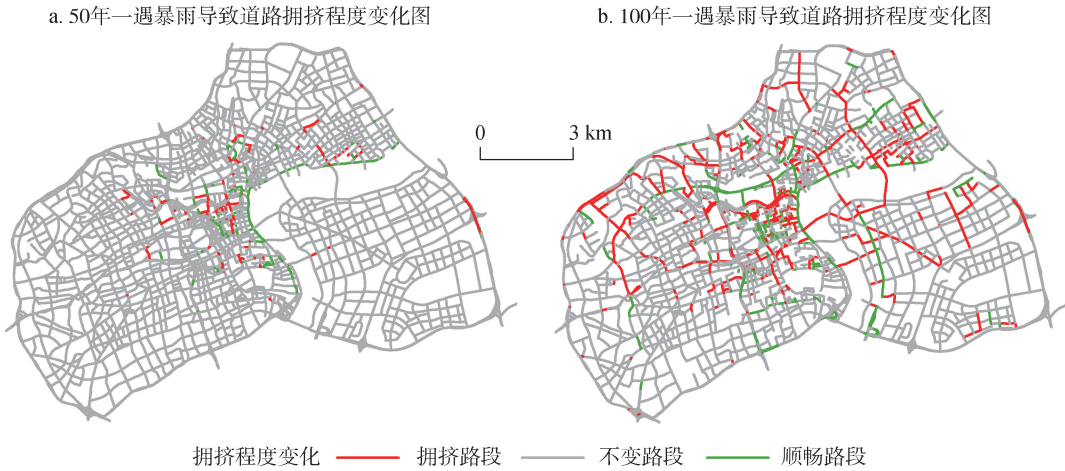 a. 50年一遇暴雨导致道路拥挤程度变化图
b. 100年一遇暴雨导致道路拥挤程度变化图
0 3 km
拥挤程度变化 拥挤路段 不变路段 顺畅路段